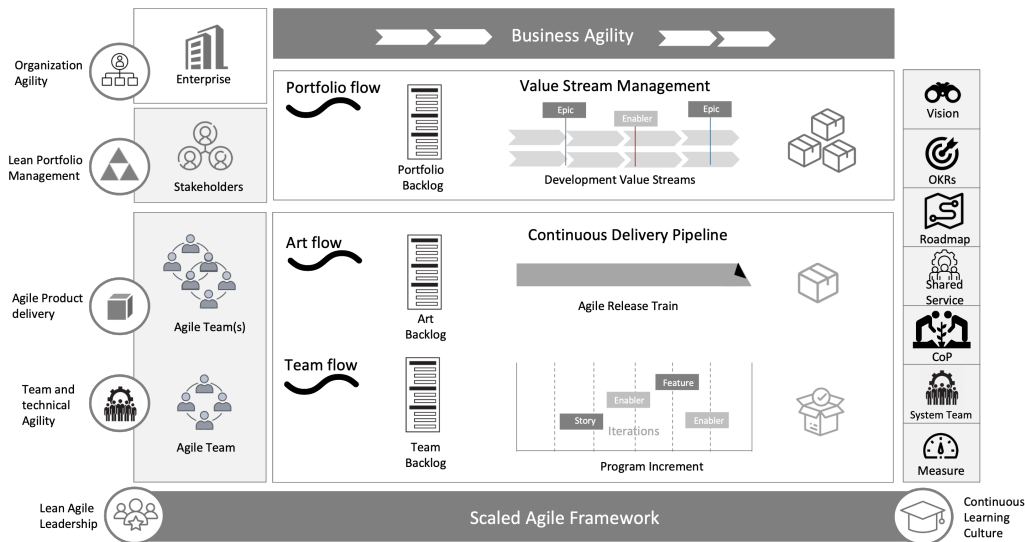 Business Agility
Organization
Agility
Enterprise
Portfolio flow
Portfolio
Backlog
Value Stream Management
Epic
Enabler
Epic
Development Value Streams
Lean Portfolio
Management
Stakeholders
Vision
OKRs
Roadmap
Shared
Service
CoP
System Team
Measure
Art flow
Art
Backlog
Continuous Delivery Pipeline
Agile Release Train
Agile Product
delivery
Agile Team(s)
Team flow
Team
Backlog
Feature
Enabler
Story
Enabler
Iterations
Program Increment
Team and
technical
Agility
Agile Team
Lean Agile
Leadership
Scaled Agile Framework
Continuous
Learning
Culture